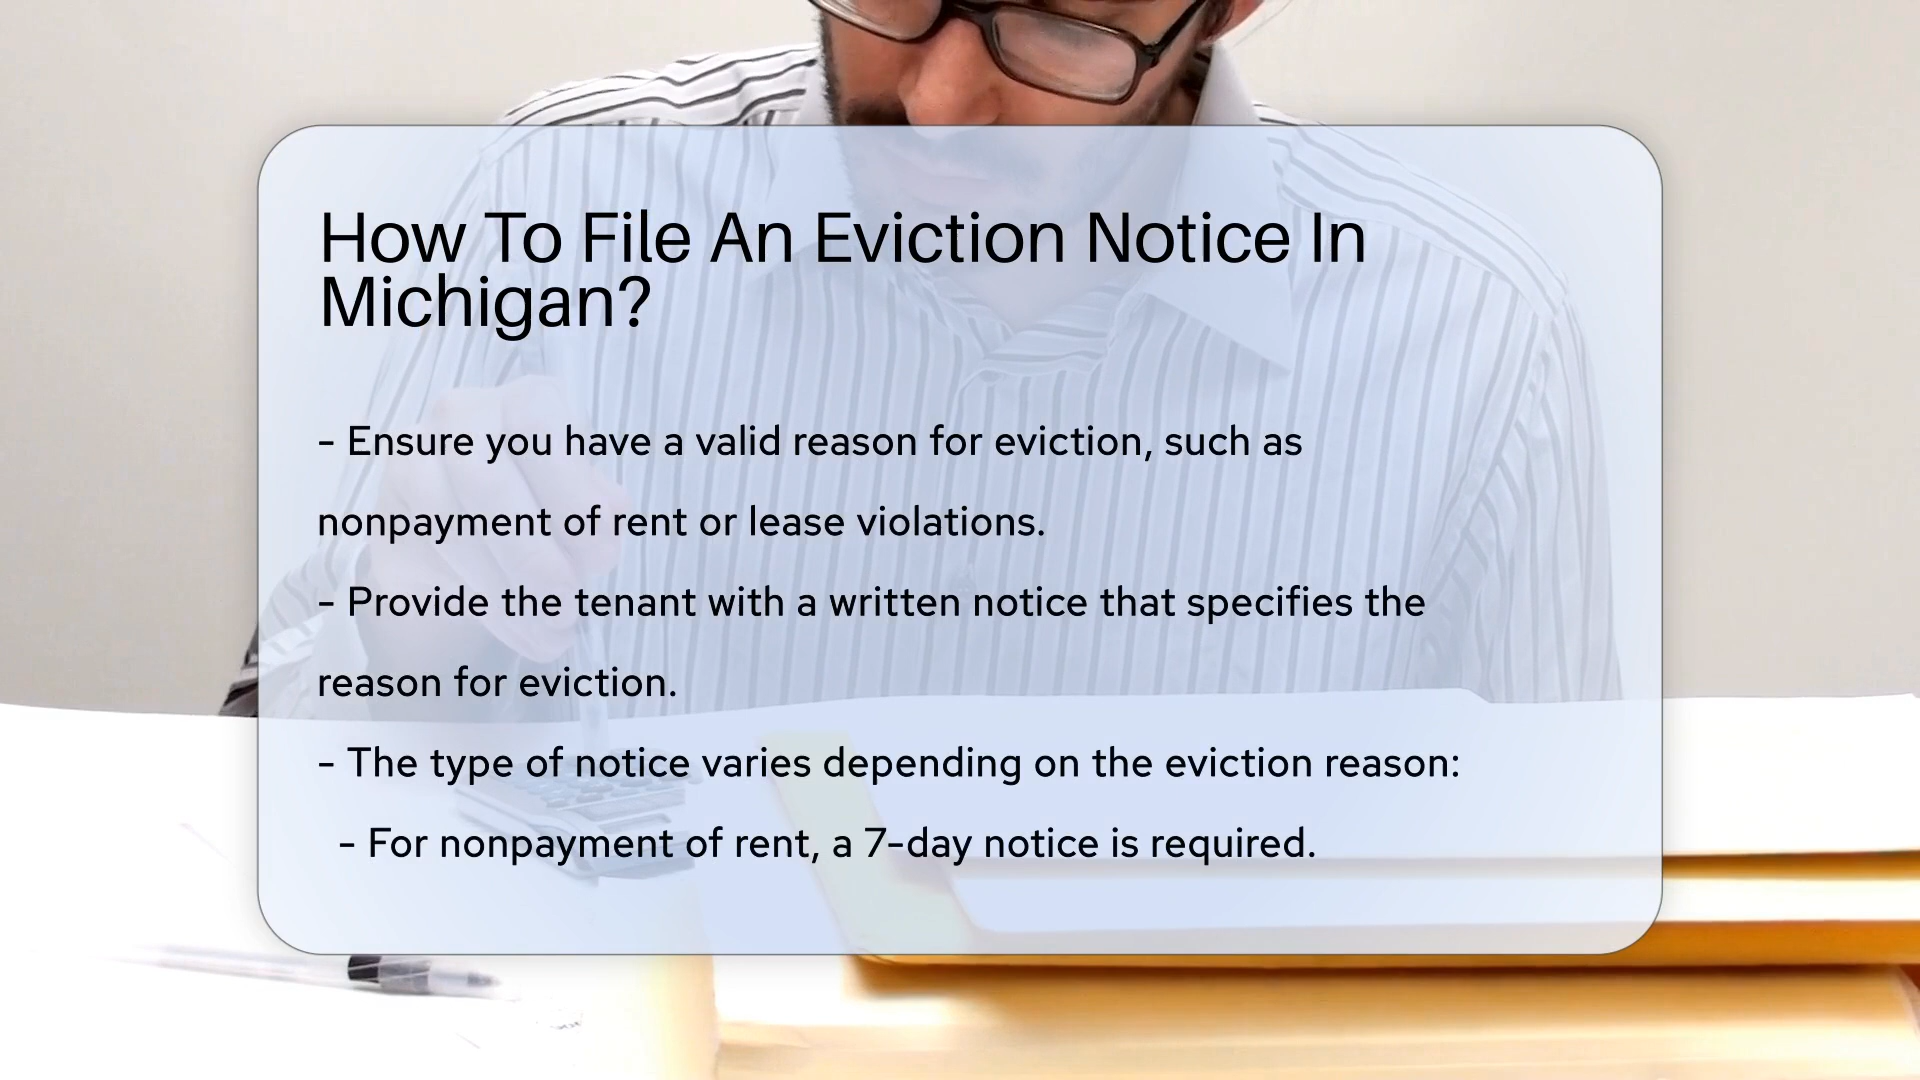 How To File An Eviction Notice In
Michigan?
- Ensure you have a valid reason for eviction, such as
nonpayment of rent or lease violations.
- Provide the tenant with a written notice that specifies the
reason for eviction.
- The type of notice varies depending on the eviction reason:
- For nonpayment of rent, a 7-day notice is required.